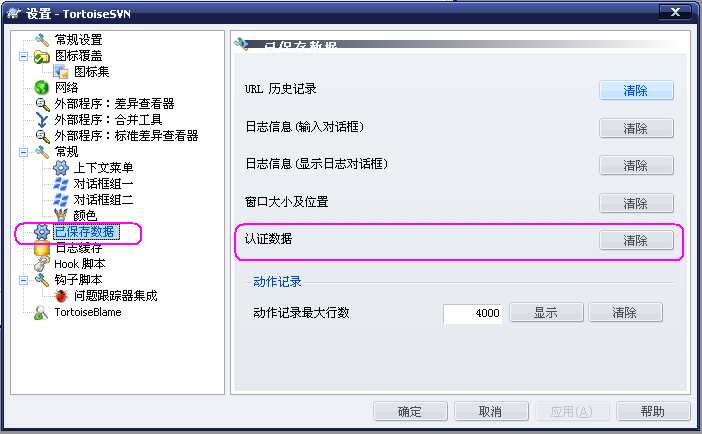 设置 - TortoiseSVN
常规设置
图标覆盖
图标集
网络
外部程序：差异查看器
外部程序：合并工具
外部程序：标准差异查看器
常规
上下文菜单
对话框组一
对话框组二
颜色
已保存数据
日志缓存
Hook 脚本
钩子脚本
问题跟踪器集成
TortoiseBlame
已保存数据
URL 历史记录 清除
日志信息(输入对话框) 清除
日志信息(显示日志对话框) 清除
窗口大小及位置 清除
认证数据 清除
动作记录
动作记录最大行数 4000 显示 清除
确定 取消 应用(A) 帮助